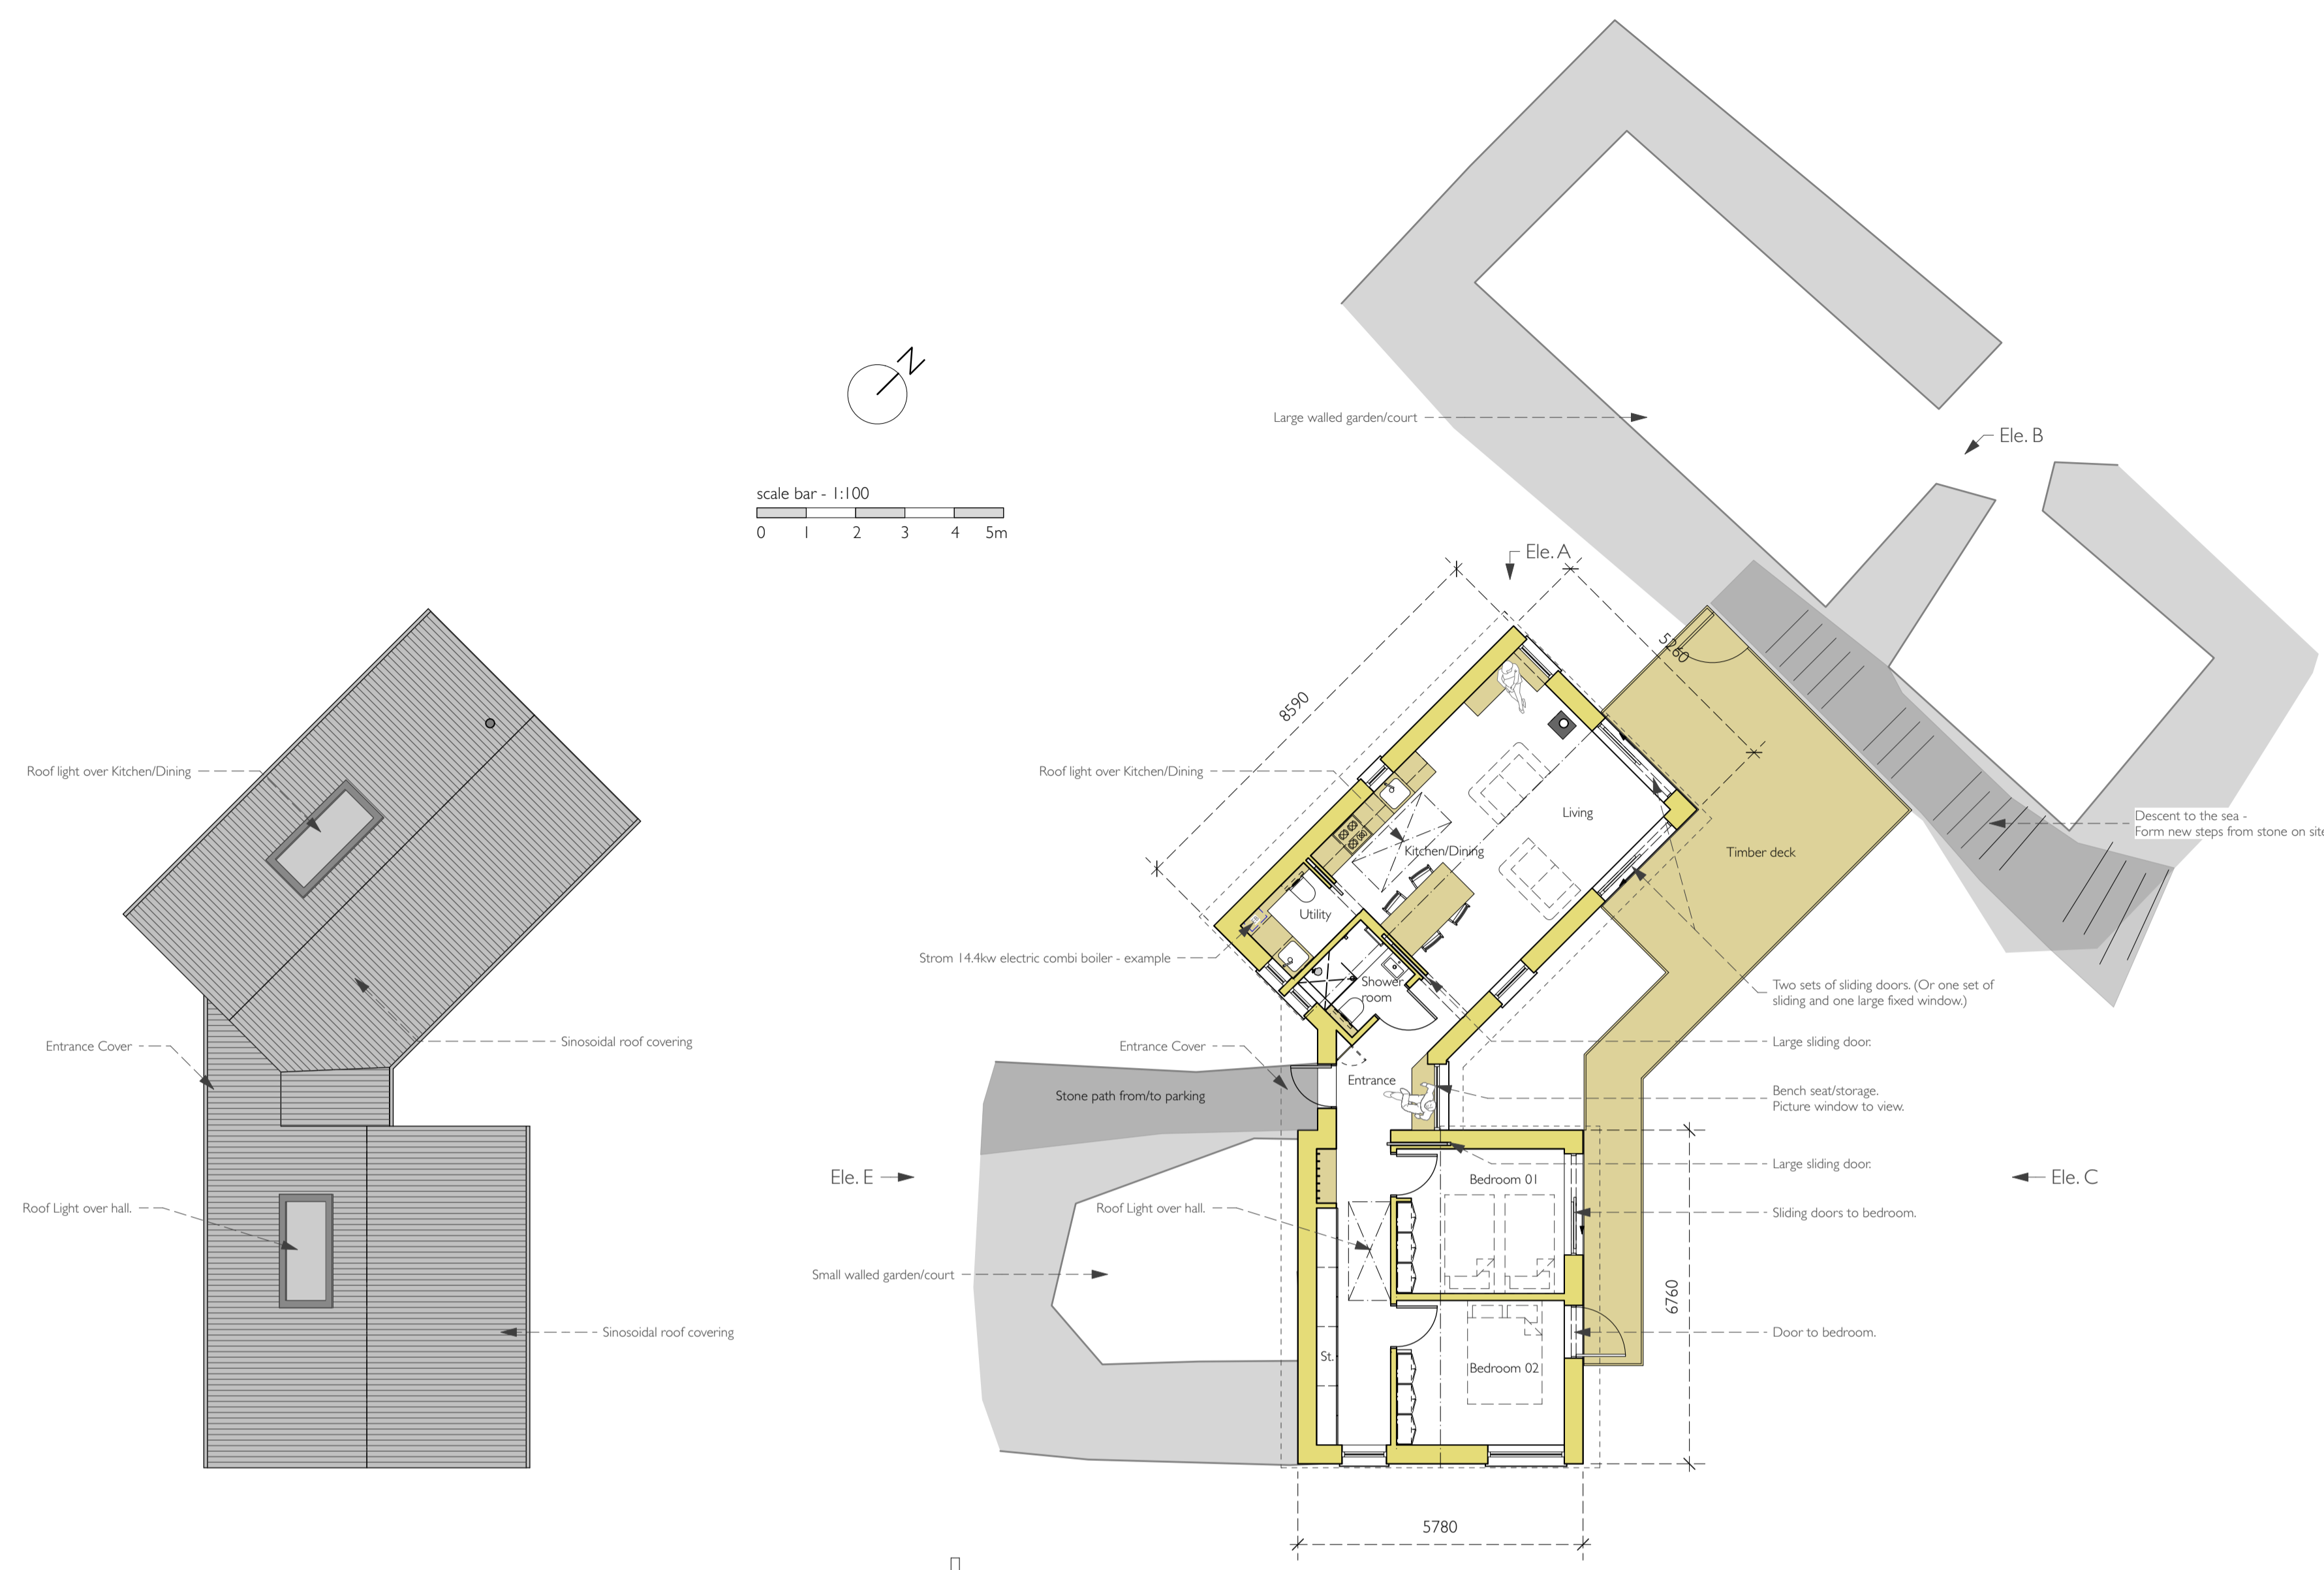 N
scale bar - 1:100
0 1 2 3 4 5m
Roof light over Kitchen/Dining
Sinosoidal roof covering
Entrance Cover
Roof Light over hall.
Sinosoidal roof covering
Large walled garden/court
Ele. B
Ele. A
5260
8590
Roof light over Kitchen/Dining
Living
Kitchen/Dining
Timber deck
Descent to the sea -
Form new steps from stone on site
Utility
Strom 14.4kw electric combi boiler - example
Shower
room
Two sets of sliding doors. (Or one set of
sliding and one large fixed window.)
Entrance Cover
Large sliding door.
Entrance
Stone path from/to parking
Bench seat/storage.
Picture window to view.
Ele. E
Large sliding door.
Bedroom 01
Ele. C
Roof Light over hall.
Sliding doors to bedroom.
Small walled garden/court
6760
Door to bedroom.
St.
Bedroom 02
5780